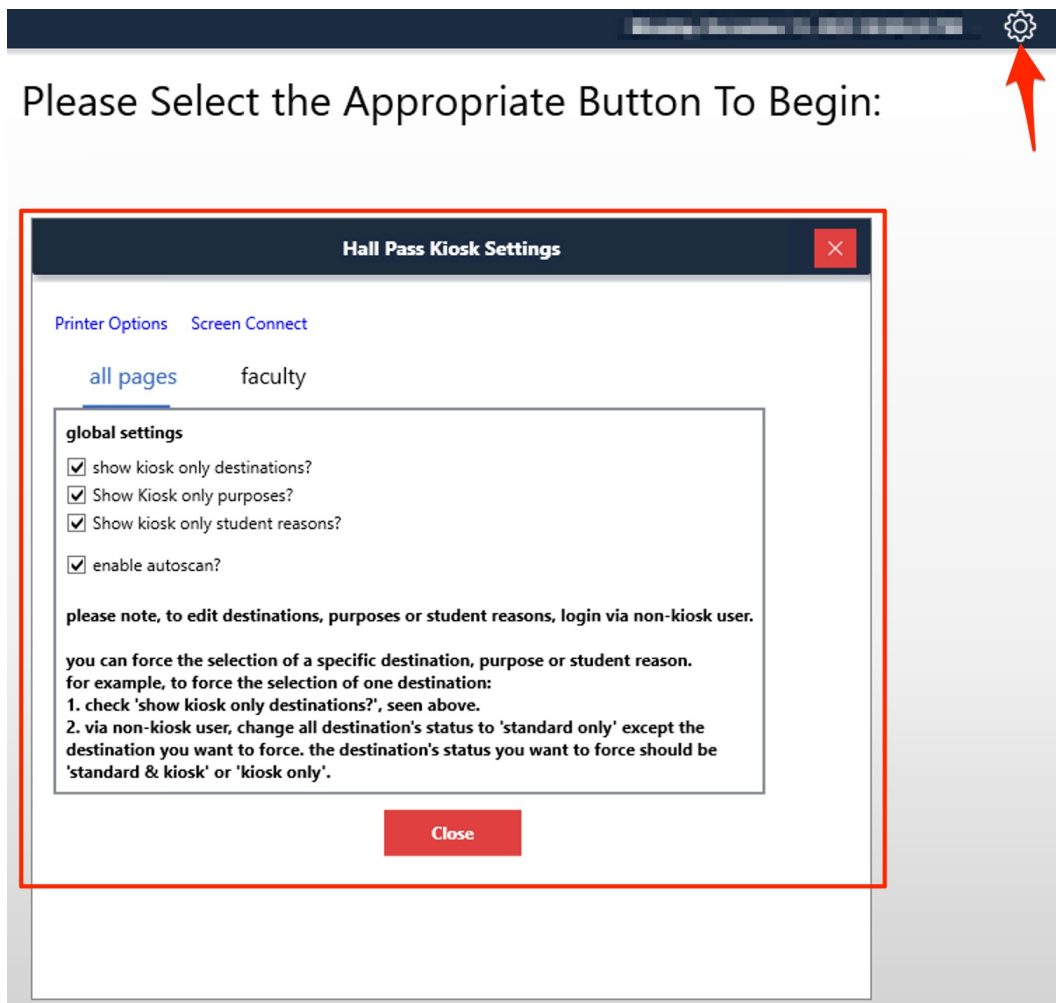 Please Select the Appropriate Button To Begin:
Hall Pass Kiosk Settings
Printer Options Screen Connect
all pages faculty
global settings
show kiosk only destinations?
Show Kiosk only purposes?
Show kiosk only student reasons?
enable autoscan?
please note, to edit destinations, purposes or student reasons, login via non-kiosk user.
you can force the selection of a specific destination, purpose or student reason.
for example, to force the selection of one destination:
1. check 'show kiosk only destinations?', seen above.
2. via non-kiosk user, change all destination's status to 'standard only' except the
destination you want to force. the destination's status you want to force should be
'standard & kiosk' or 'kiosk only'.
Close